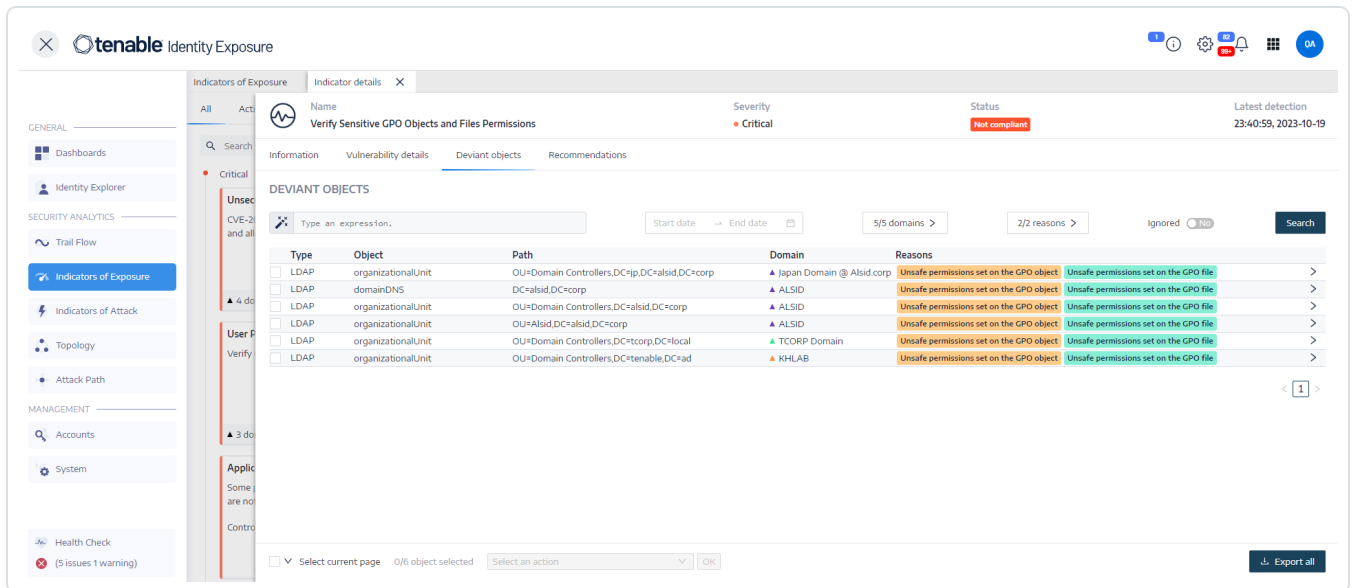 tenable Identity Exposure
1
82
99+
QA
Indicators of Exposure
Indicator details
All
Acti
Name
Verify Sensitive GPO Objects and Files Permissions
Severity
Critical
Status
Not compliant
Latest detection
23:40:59, 2023-10-19
GENERAL
Dashboards
Identity Explorer
SECURITY ANALYTICS
Trail Flow
Indicators of Exposure
Indicators of Attack
Topology
Attack Path
MANAGEMENT
Accounts
System
Health Check
(5 issues 1 warning)
Search
Critical
Unsec
CVE-20
and all
4 do
User P
Verify
3 do
Applic
Some p
are not
Contro
Information
Vulnerability details
Deviant objects
Recommendations
DEVIANT OBJECTS
Type an expression.
Start date → End date
5/5 domains >
2/2 reasons >
Ignored No
Search
Type Object Path Domain Reasons
LDAP organizationalUnit OU=Domain Controllers,DC=jp,DC=alsid,DC=corp Japan Domain @ Alsid.corp Unsafe permissions set on the GPO object Unsafe permissions set on the GPO file
LDAP domainDNS DC=alsid,DC=corp ALSID Unsafe permissions set on the GPO object Unsafe permissions set on the GPO file
LDAP organizationalUnit OU=Domain Controllers,DC=alsid,DC=corp ALSID Unsafe permissions set on the GPO object Unsafe permissions set on the GPO file
LDAP organizationalUnit OU=Alsid,DC=alsid,DC=corp ALSID Unsafe permissions set on the GPO object Unsafe permissions set on the GPO file
LDAP organizationalUnit OU=Domain Controllers,DC=tcorp,DC=local TCORP Domain Unsafe permissions set on the GPO object Unsafe permissions set on the GPO file
LDAP organizationalUnit OU=Domain Controllers,DC=tenable,DC=ad KHLAB Unsafe permissions set on the GPO object Unsafe permissions set on the GPO file
< 1 >
Select current page
0/6 object selected
Select an action
OK
Export all